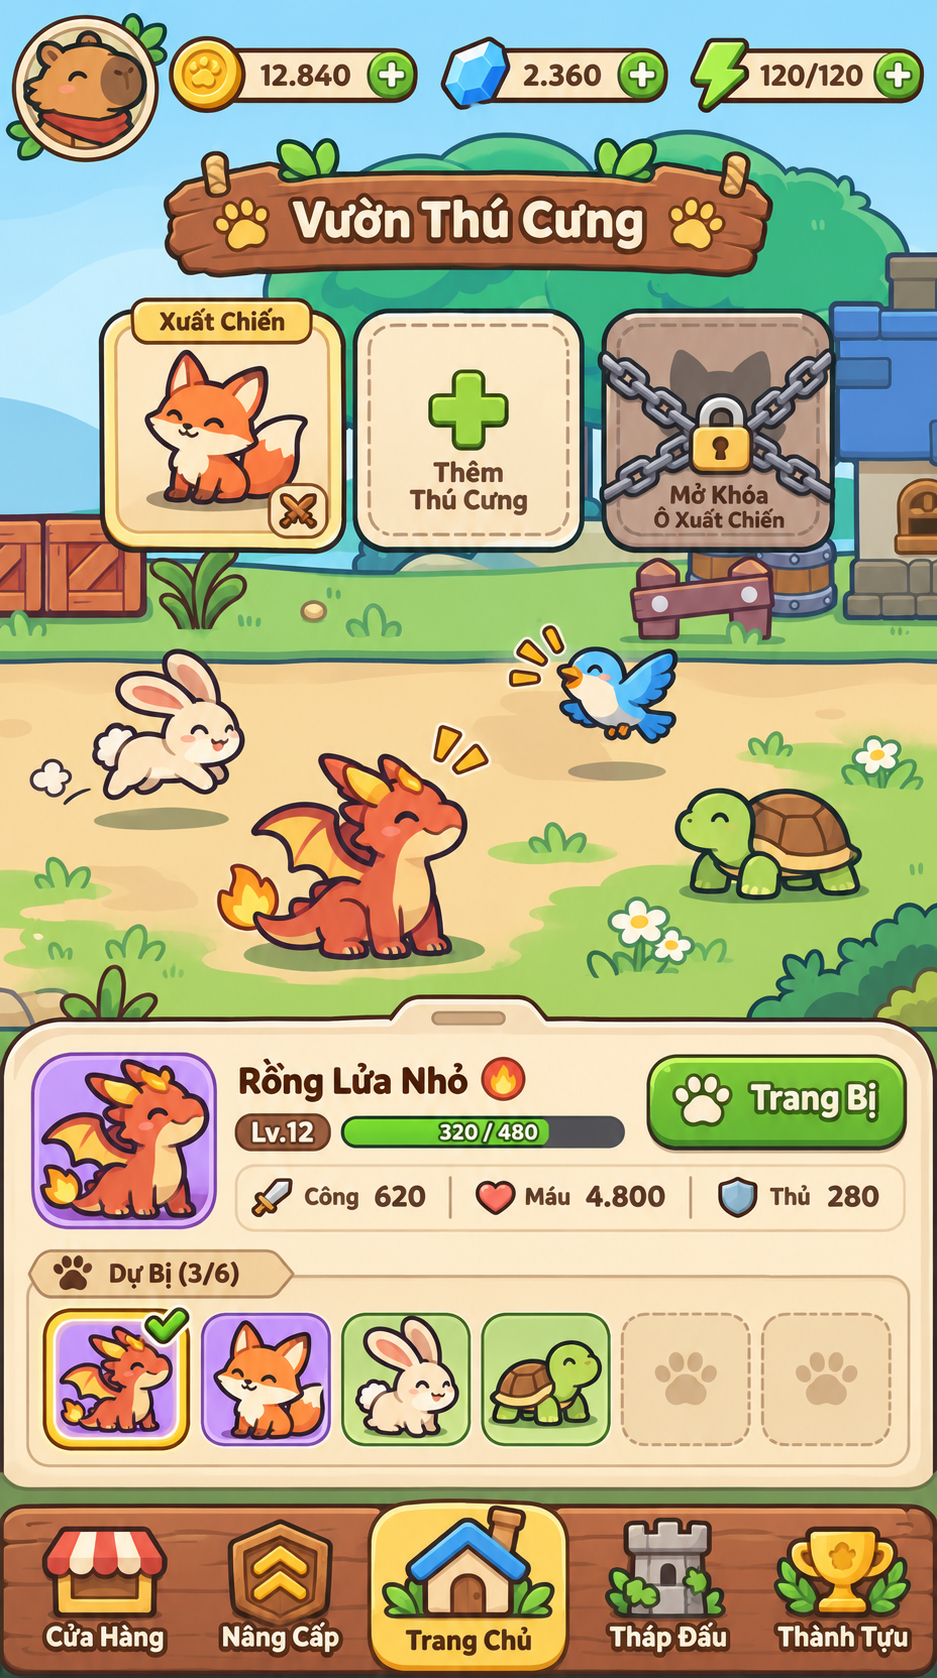 12.840
2.360
120/120
Vườn Thú Cưng
Xuất Chiến
Thêm
Thú Cưng
Mở Khóa
Ô Xuất Chiến
Rồng Lửa Nhỏ
Trang Bị
Lv.12
320 / 480
Công 620
Máu 4.800
Thủ 280
Dự Bị (3/6)
Cửa Hàng
Nâng Cấp
Trang Chủ
Tháp Đấu
Thành Tựu